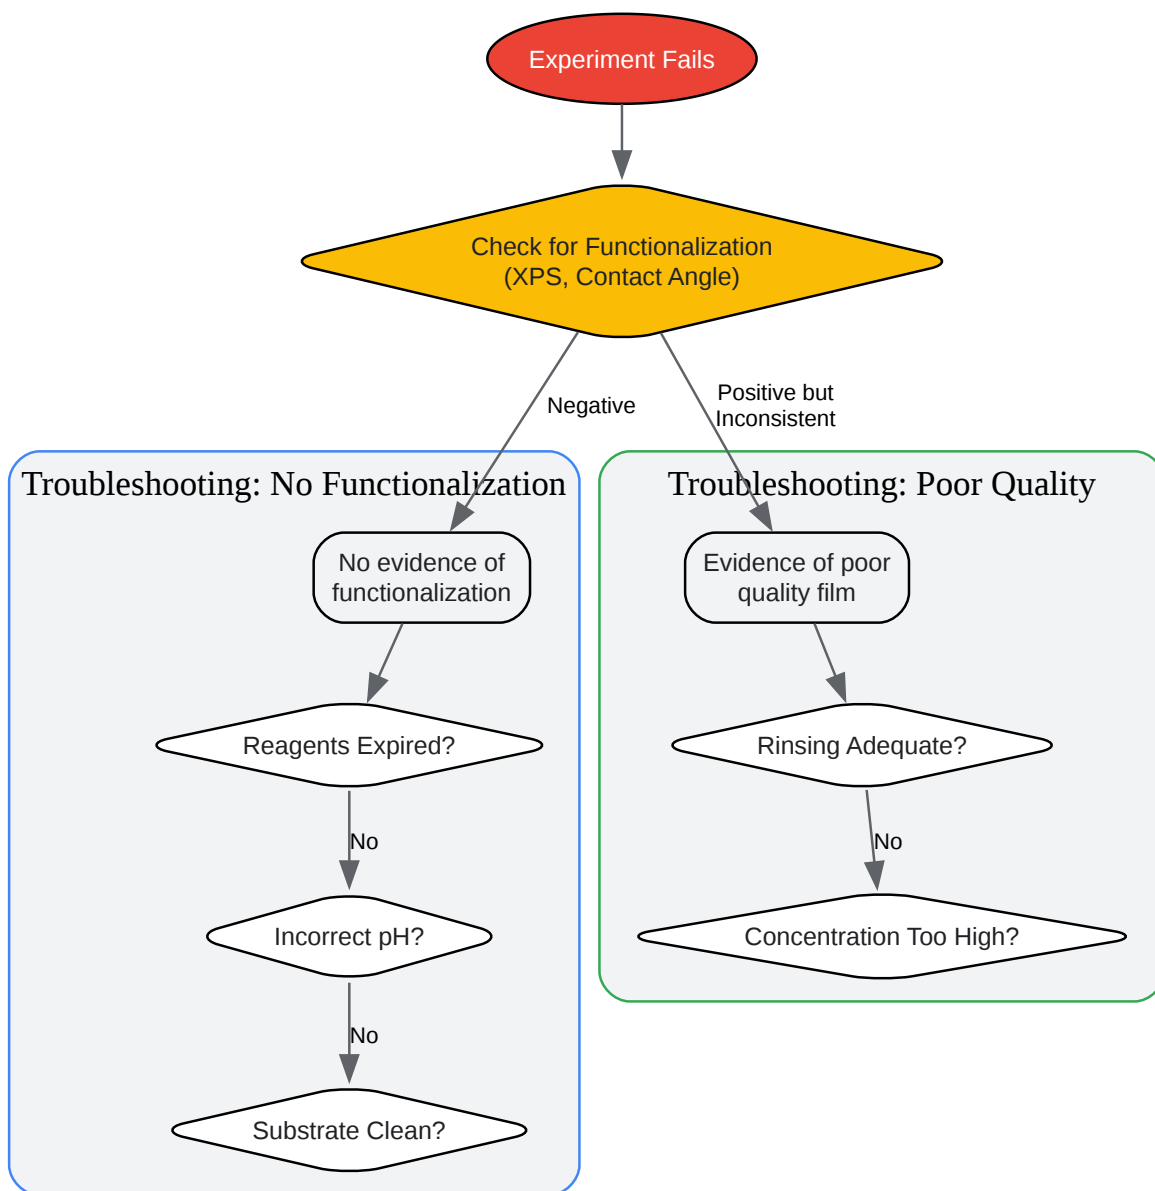 Experiment Fails
Check for Functionalization
(XPS, Contact Angle)
Negative
Positive but
Inconsistent
Troubleshooting: No Functionalization
No evidence of
functionalization
Reagents Expired?
No
Incorrect pH?
No
Substrate Clean?
Troubleshooting: Poor Quality
Evidence of poor
quality film
Rinsing Adequate?
No
Concentration Too High?